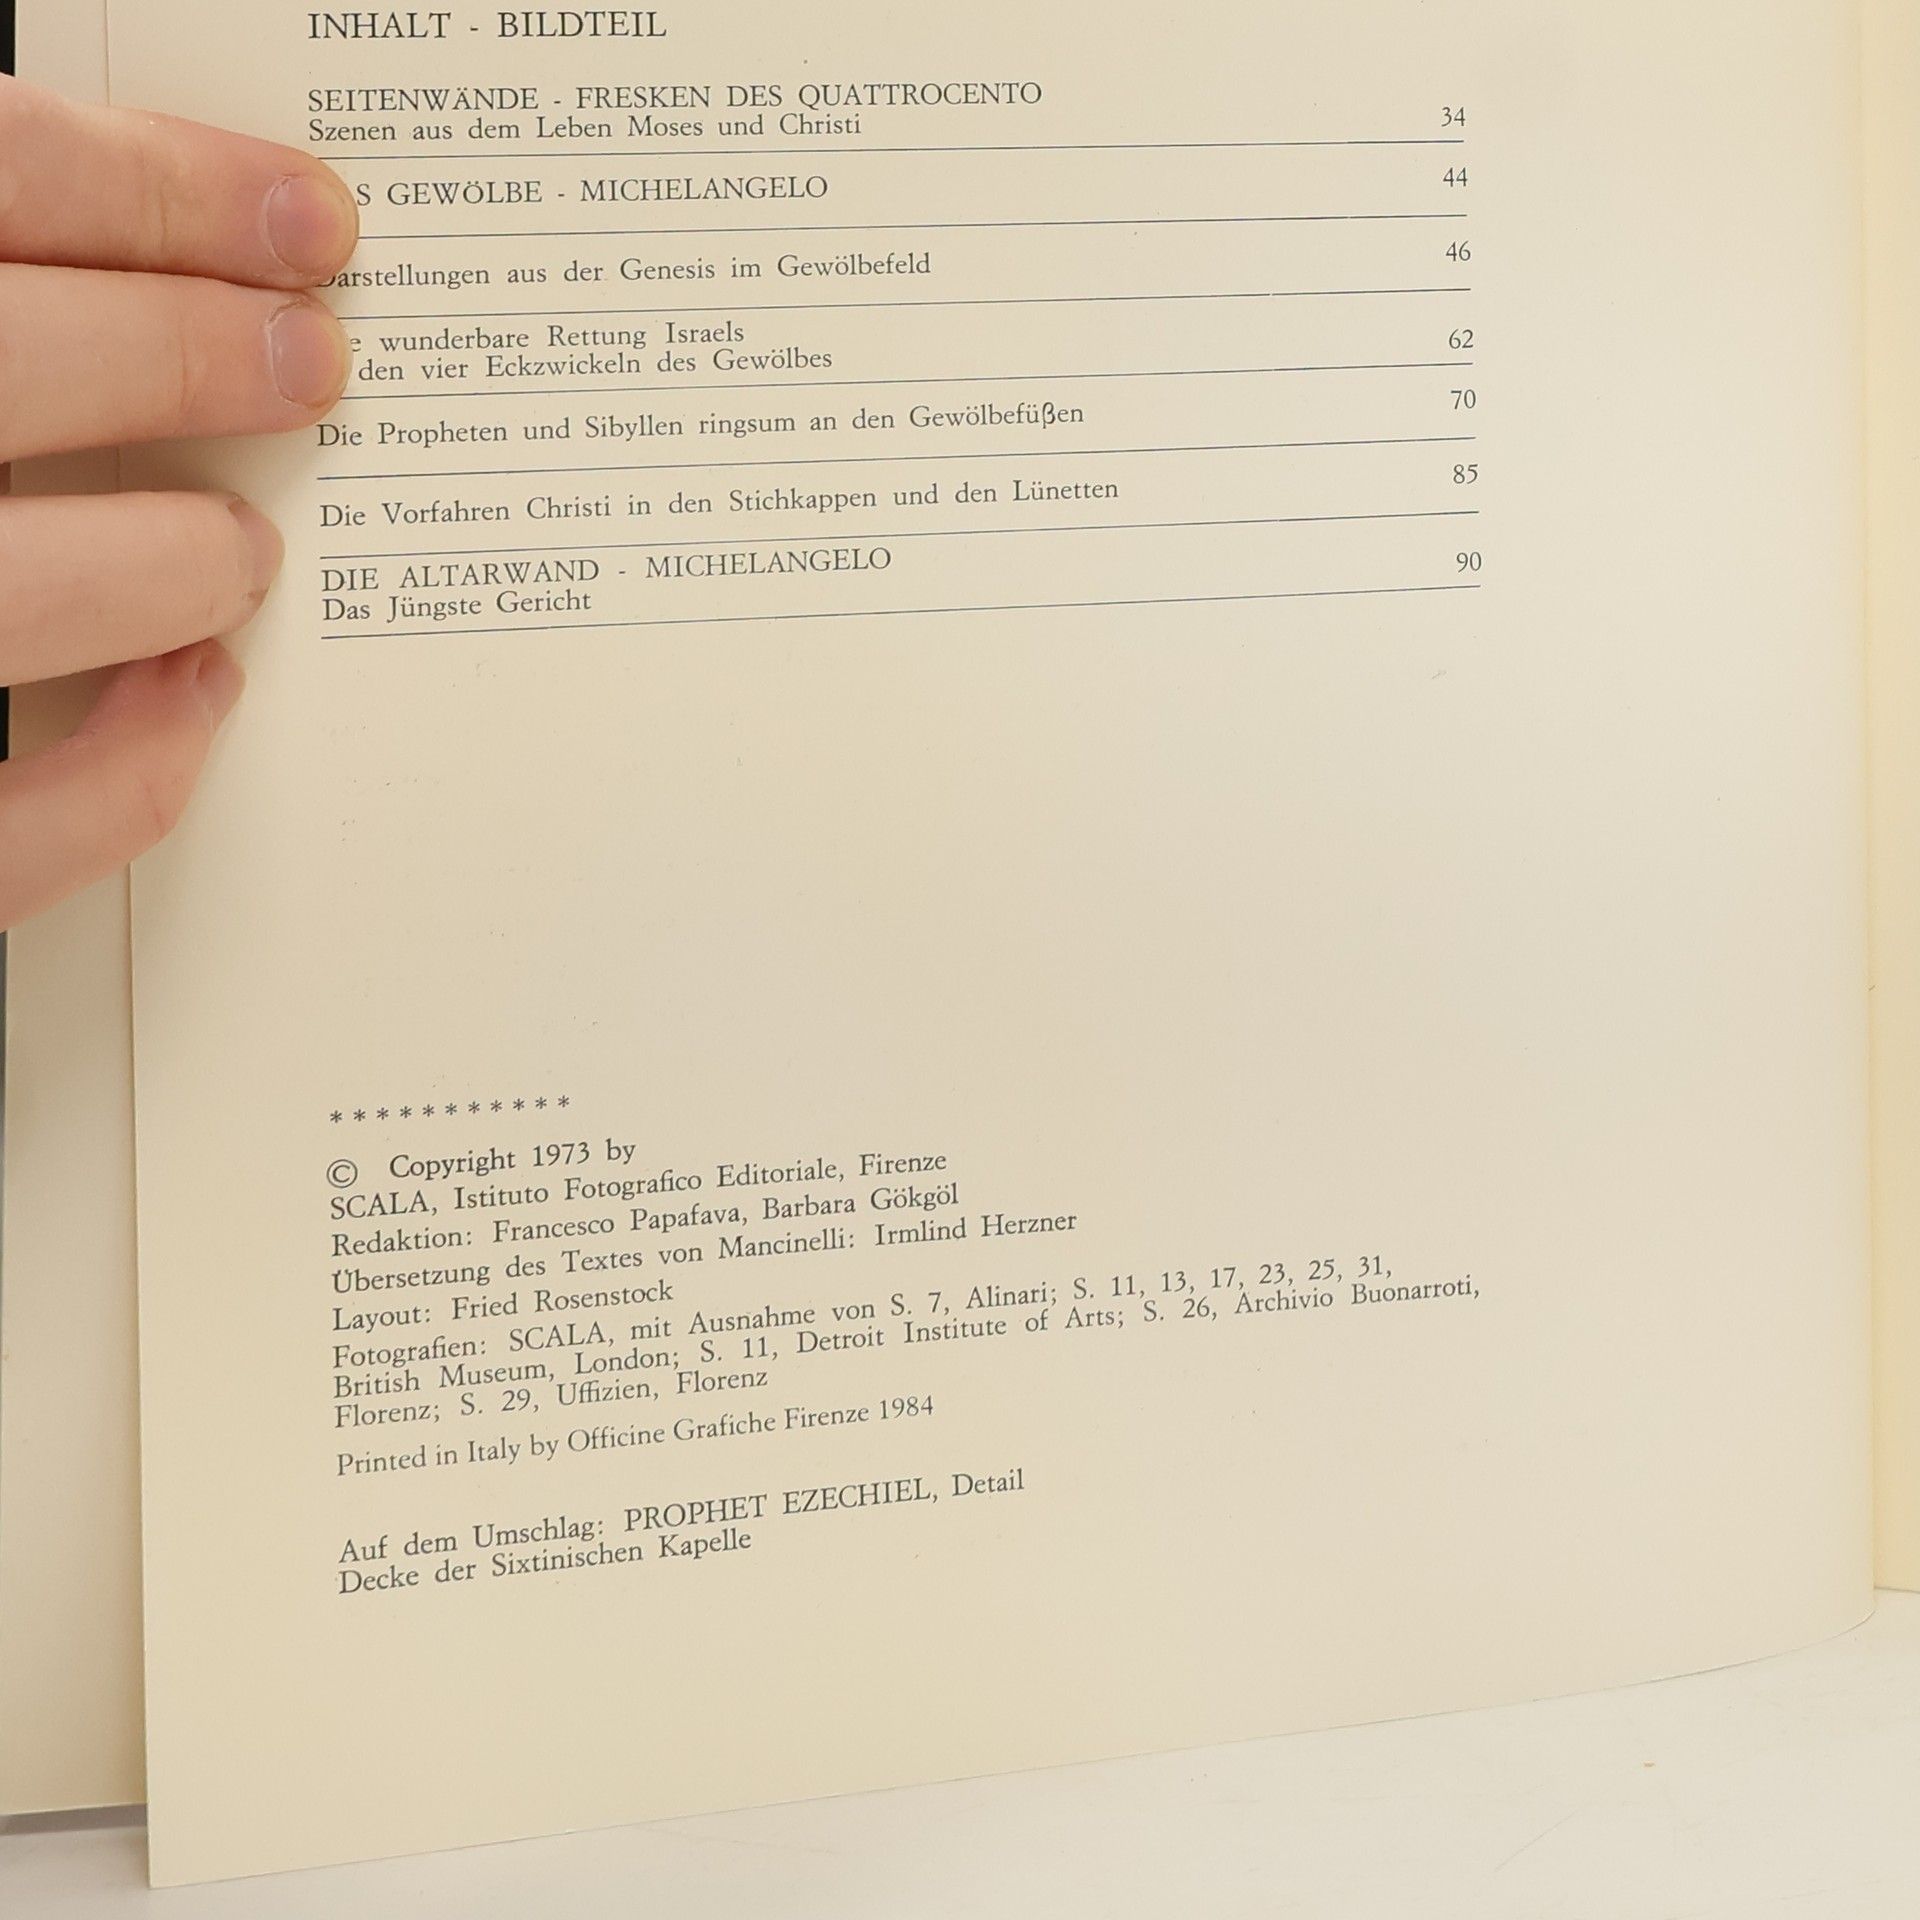 INHALT - BILDTEIL
SEITENWÄNDE - FRESKEN DES QUATTROCENTO
Szenen aus dem Leben Moses und Christi 34
GEWÖLBE - MICHELANGELO 44
Darstellungen aus der Genesis im Gewölbefeld 46
wunderbare Rettung Israels
den vier Eckzwickeln des Gewölbes 62
Die Propheten und Sibyllen ringsum an den Gewölbefüßen 70
Die Vorfahren Christi in den Stichkappen und den Lünetten 85
DIE ALTARWAND - MICHELANGELO
Das Jüngste Gericht 90
* * * * * * * * * * *
© Copyright 1973 by
SCALA, Istituto Fotografico Editoriale, Firenze
Redaktion: Francesco Papafava, Barbara Gökgöl
Übersetzung des Textes von Mancinelli: Irmlind Herzner
Layout: Fried Rosenstock
Fotografien: SCALA, mit Ausnahme von S. 7, Alinari; S. 11, 13, 17, 23, 25, 31,
British Museum, London; S. 11, Detroit Institute of Arts; S. 26, Archivio Buonarroti,
Florenz; S. 29, Uffizien, Florenz
Printed in Italy by Officine Grafiche Firenze 1984
Auf dem Umschlag: PROPHET EZECHIEL, Detail
Decke der Sixtinischen Kapelle